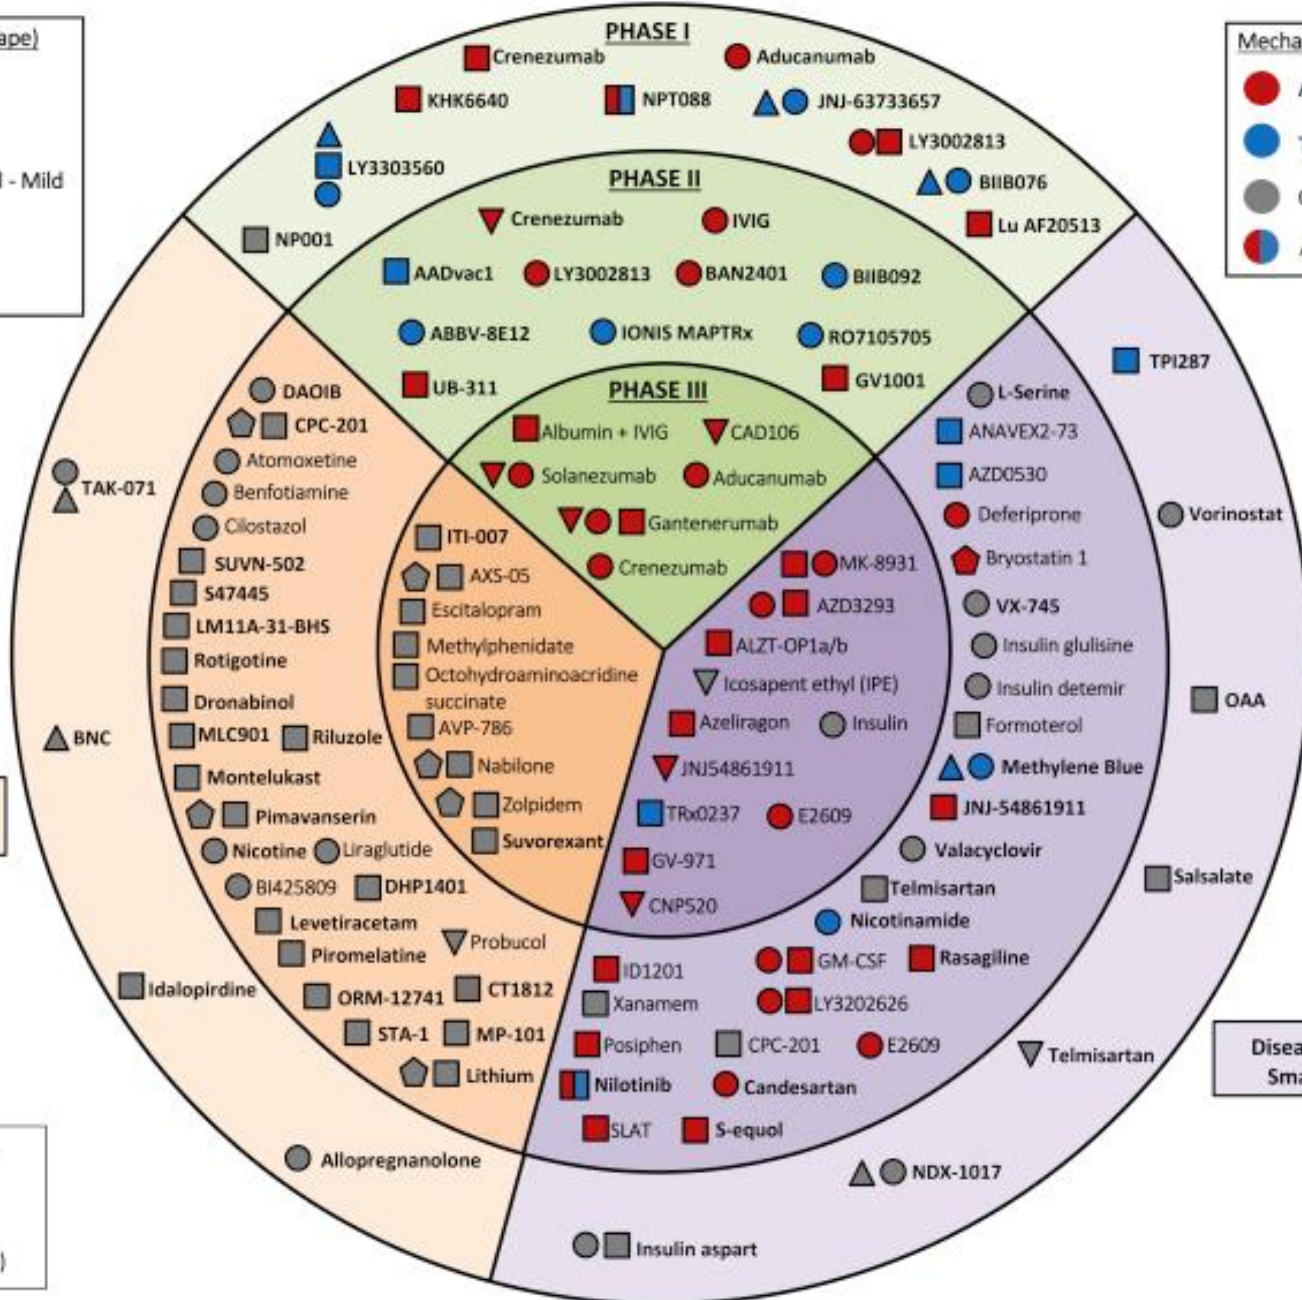 ape)
l - Mild
Mecha
PHASE I
Crenezumab
Aducanumab
KHK6640
NPT088
JNJ-63733657
LY3303560
LY3002813
BIIB076
NP001
Lu AF20513
PHASE II
Crenezumab
IVIG
AADvac1
LY3002813
BAN2401
BIIB092
ABBV-8E12
IONIS MAPTRx
RO7105705
UB-311
GV1001
PHASE III
Albumin + IVIG
CAD106
Solanezumab
Aducanumab
Gantenerumab
Crenezumab
TAK-071
BNC
Idalopirdine
Allopregnanolone
DAOIB
CPC-201
Atomoxetine
Benfotiamine
Cilostazol
SUVN-502
S47445
LM11A-31-BHS
Rotigotine
Dronabinol
MLC901
Riluzole
Montelukast
Pimavanserin
Nicotine
Liraglutide
BI425809
DHP1401
Levetiracetam
Piromelatine
Probucol
ORM-12741
CT1812
STA-1
MP-101
Lithium
ITI-007
AXS-05
Escitalopram
Methylphenidate
Octohydroaminoacridine
succinate
AVP-786
Nabilone
Zolpidem
Suvorexant
MK-8931
AZD3293
ALZT-OP1a/b
Icosapent ethyl (IPE)
Azeliragon
Insulin
JNJ54861911
TRx0237
E2609
GV-971
CNP520
L-Serine
ANAVEX2-73
AZD0530
Deferiprone
Bryostatin 1
VX-745
Insulin glulisine
Insulin detemir
Formoterol
Methylene Blue
JNJ-54861911
Valacyclovir
Telmisartan
Nicotinamide
ID1201
GM-CSF
Rasagiline
Xanamem
LY3202626
Posiphen
CPC-201
E2609
Nilotinib
Candesartan
SLAT
S-equol
TPI287
Vorinostat
OAA
Salsalate
Telmisartan
NDX-1017
Insulin aspart
Disea
Sma
)